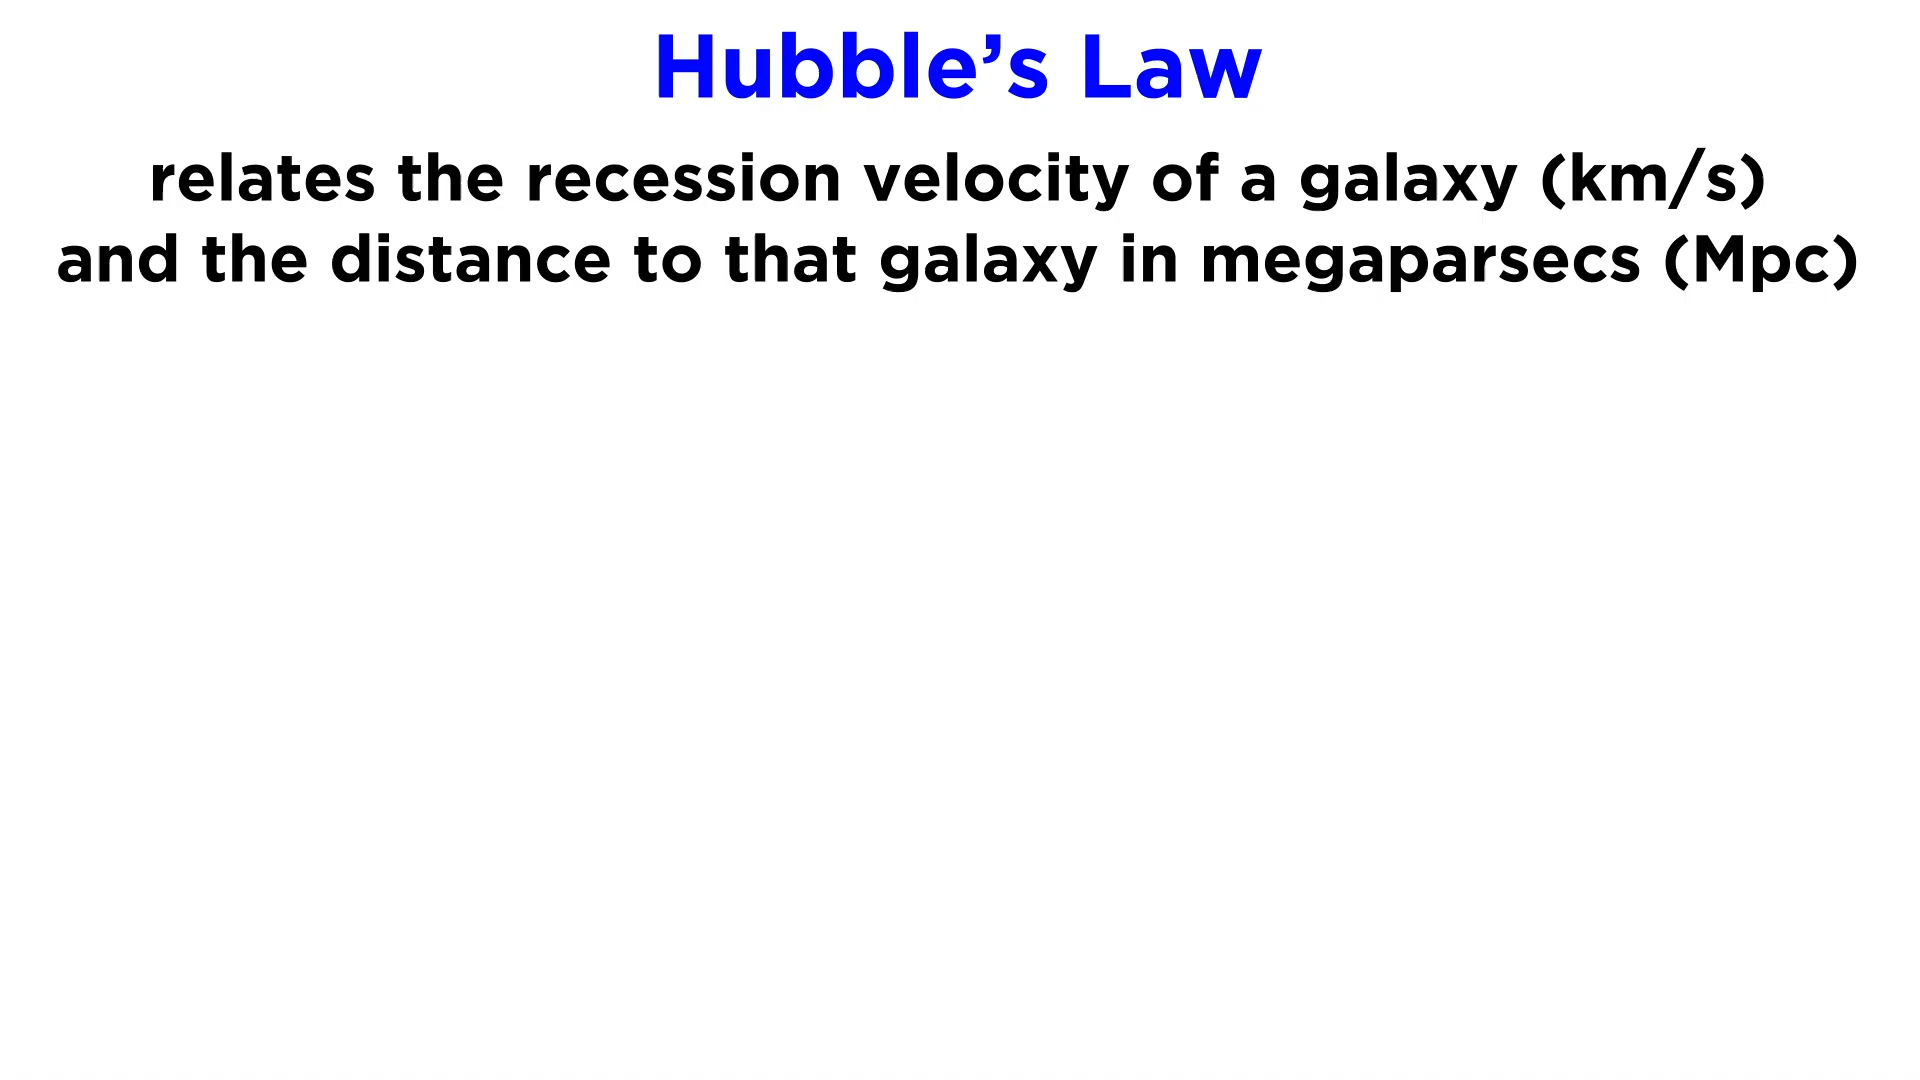 Hubble’s Law
relates the recession velocity of a galaxy (km/s)
and the distance to that galaxy in megaparsecs (Mpc)